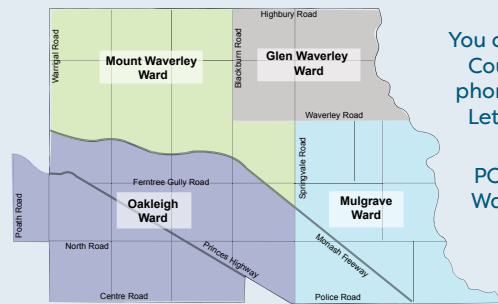 Highbury Road
Warrigal Road
Mount Waverley
Ward
Blackburn Road
Glen Waverley
Ward
Waverley Road
Springvale Road
Ferntree Gully Road
Oakleigh
Ward
Mulgrave
Ward
Poath Road
North Road
Princes Highway
Monash Freeway
Centre Road
Police Road
You c
Cou
phon
Let
PO
Wa